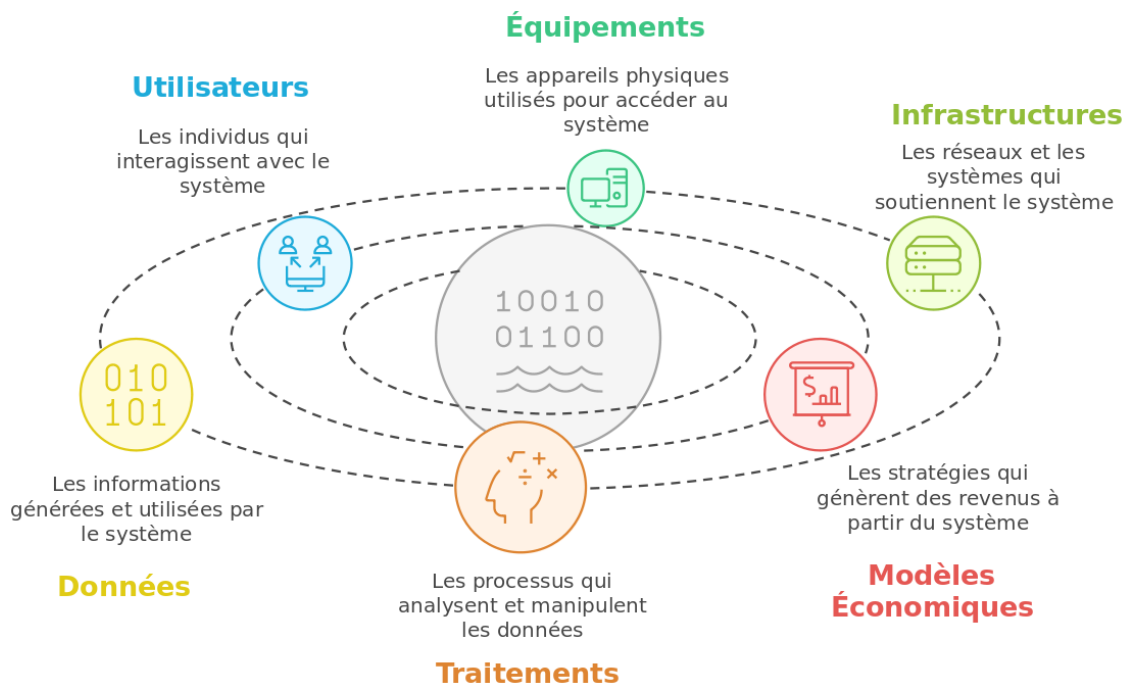 Équipements
Les appareils physiques
utilisés pour accéder au
système
Utilisateurs
Les individus qui
interagissent avec le
système
Infrastructures
Les réseaux et les
systèmes qui
soutiennent le système
10010
01100
010
101
$
√ +
÷ ×
Les informations
générées et utilisées par
le système
Données
Les processus qui
analysent et manipulent
les données
Traitements
Les stratégies qui
génèrent des revenus à
partir du système
Modèles
Économiques